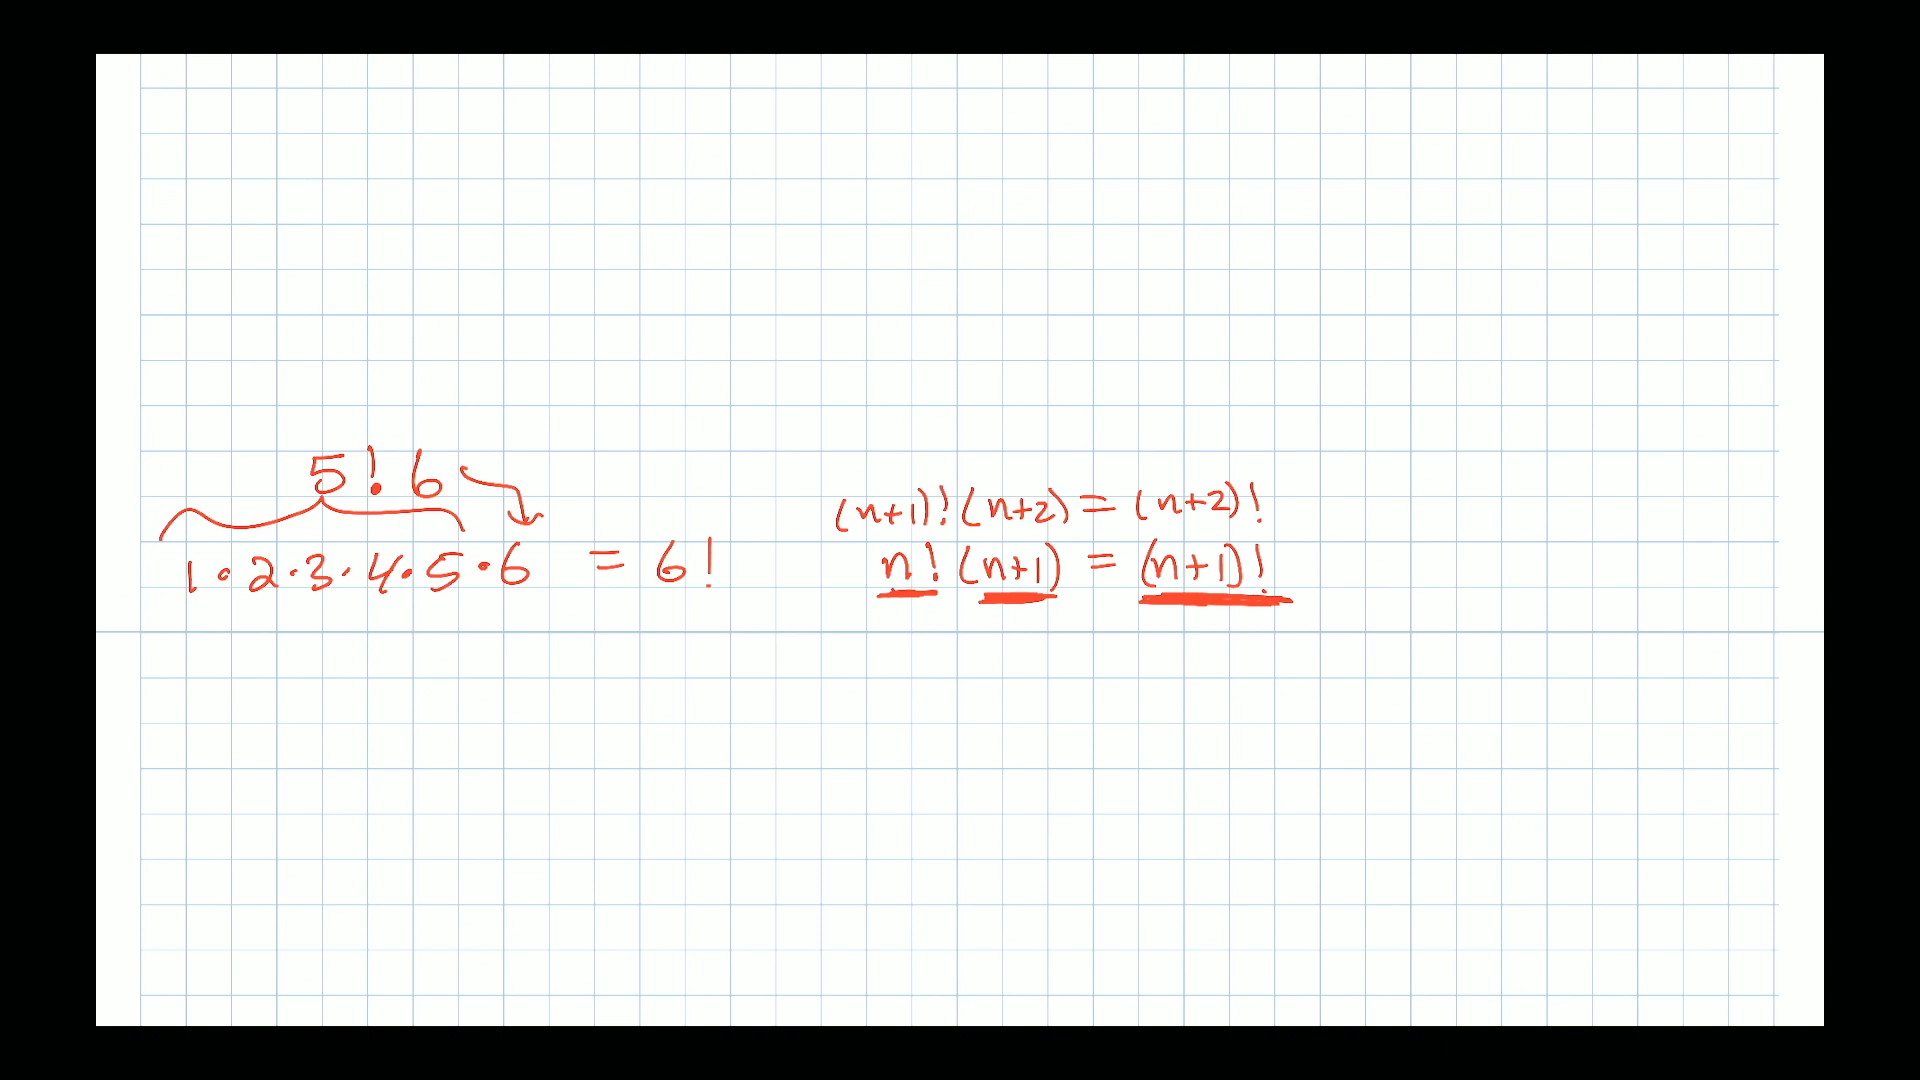 5! 6
1·2·3·4·5·6 = 6!
(n+1)!(n+2) = (n+2)!
n!(n+1) = (n+1)!